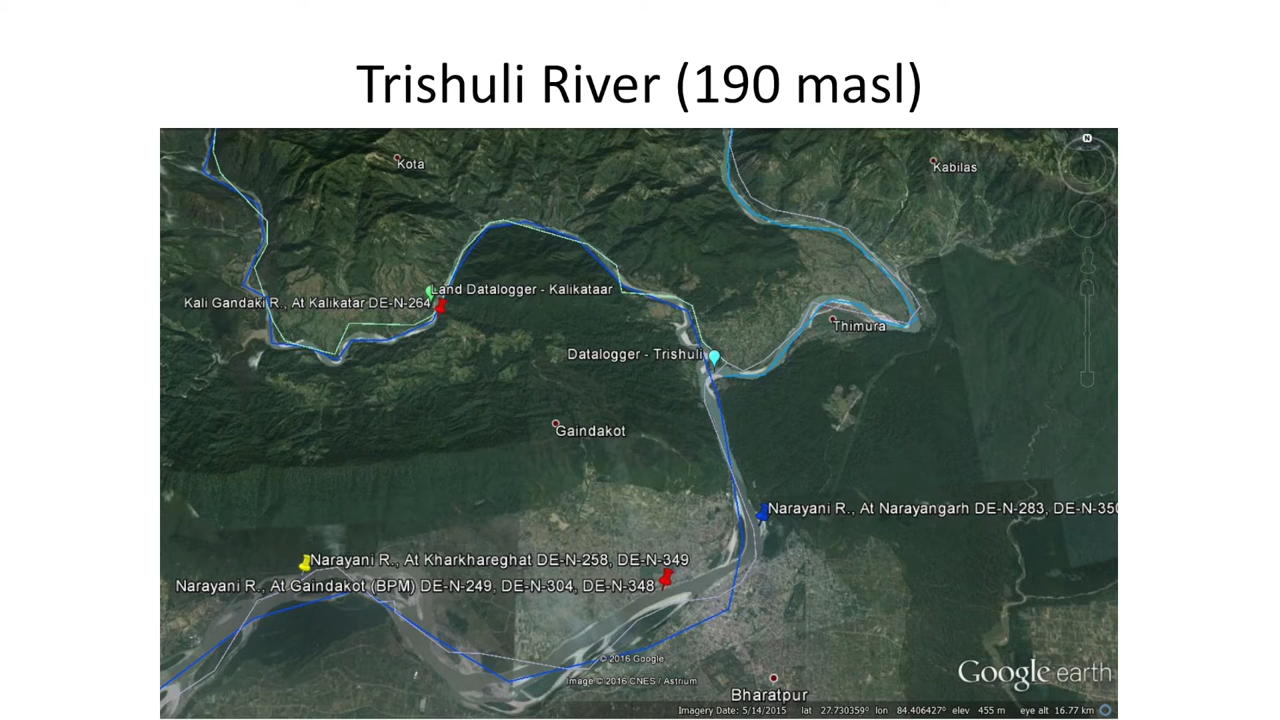 Trishuli River (190 masl)
N
Kota
Kabilas
Land Datalogger - Kalikataar
Kali Gandaki R., At Kalikatar DE-N-264
Thimura
Datalogger - Trishuli
Gaindakot
Narayani R., At Narayangarh DE-N-283, DE-N-350
Narayani R., At Kharkhareghat DE-N-258, DE-N-349
Narayani R., At Gaindakot (BPM) DE-N-249, DE-N-304, DE-N-348
© 2016 Google
Image © 2016 CNES / Astrium
Google earth
Bharatpur
Imagery Date: 5/14/2015 lat 27.730359° lon 84.406427° elev 455 m eye alt 16.77 km